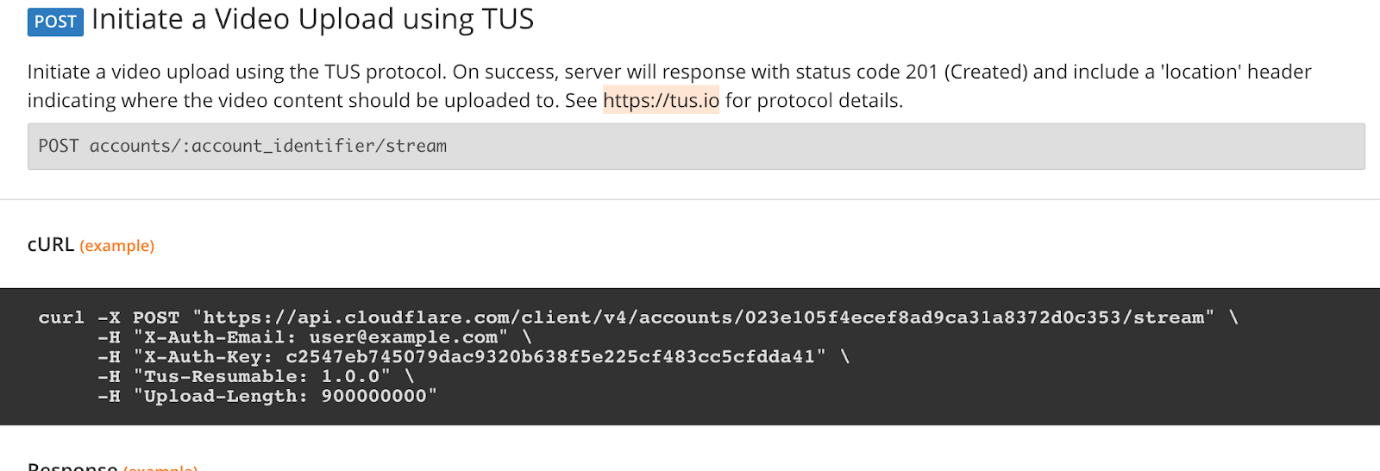 POST Initiate a Video Upload using TUS
Initiate a video upload using the TUS protocol. On success, server will response with status code 201 (Created) and include a 'location' header
indicating where the video content should be uploaded to. See https://tus.io for protocol details.
POST accounts/:account_identifier/stream
cURL (example)
curl -X POST "https://api.cloudflare.com/client/v4/accounts/023e105f4ecef8ad9ca31a8372d0c353/stream" \
-H "X-Auth-Email: user@example.com" \
-H "X-Auth-Key: c2547eb745079dac9320b638f5e225cf483cc5cfdda41" \
-H "Tus-Resumable: 1.0.0" \
-H "Upload-Length: 900000000"
Response (example)